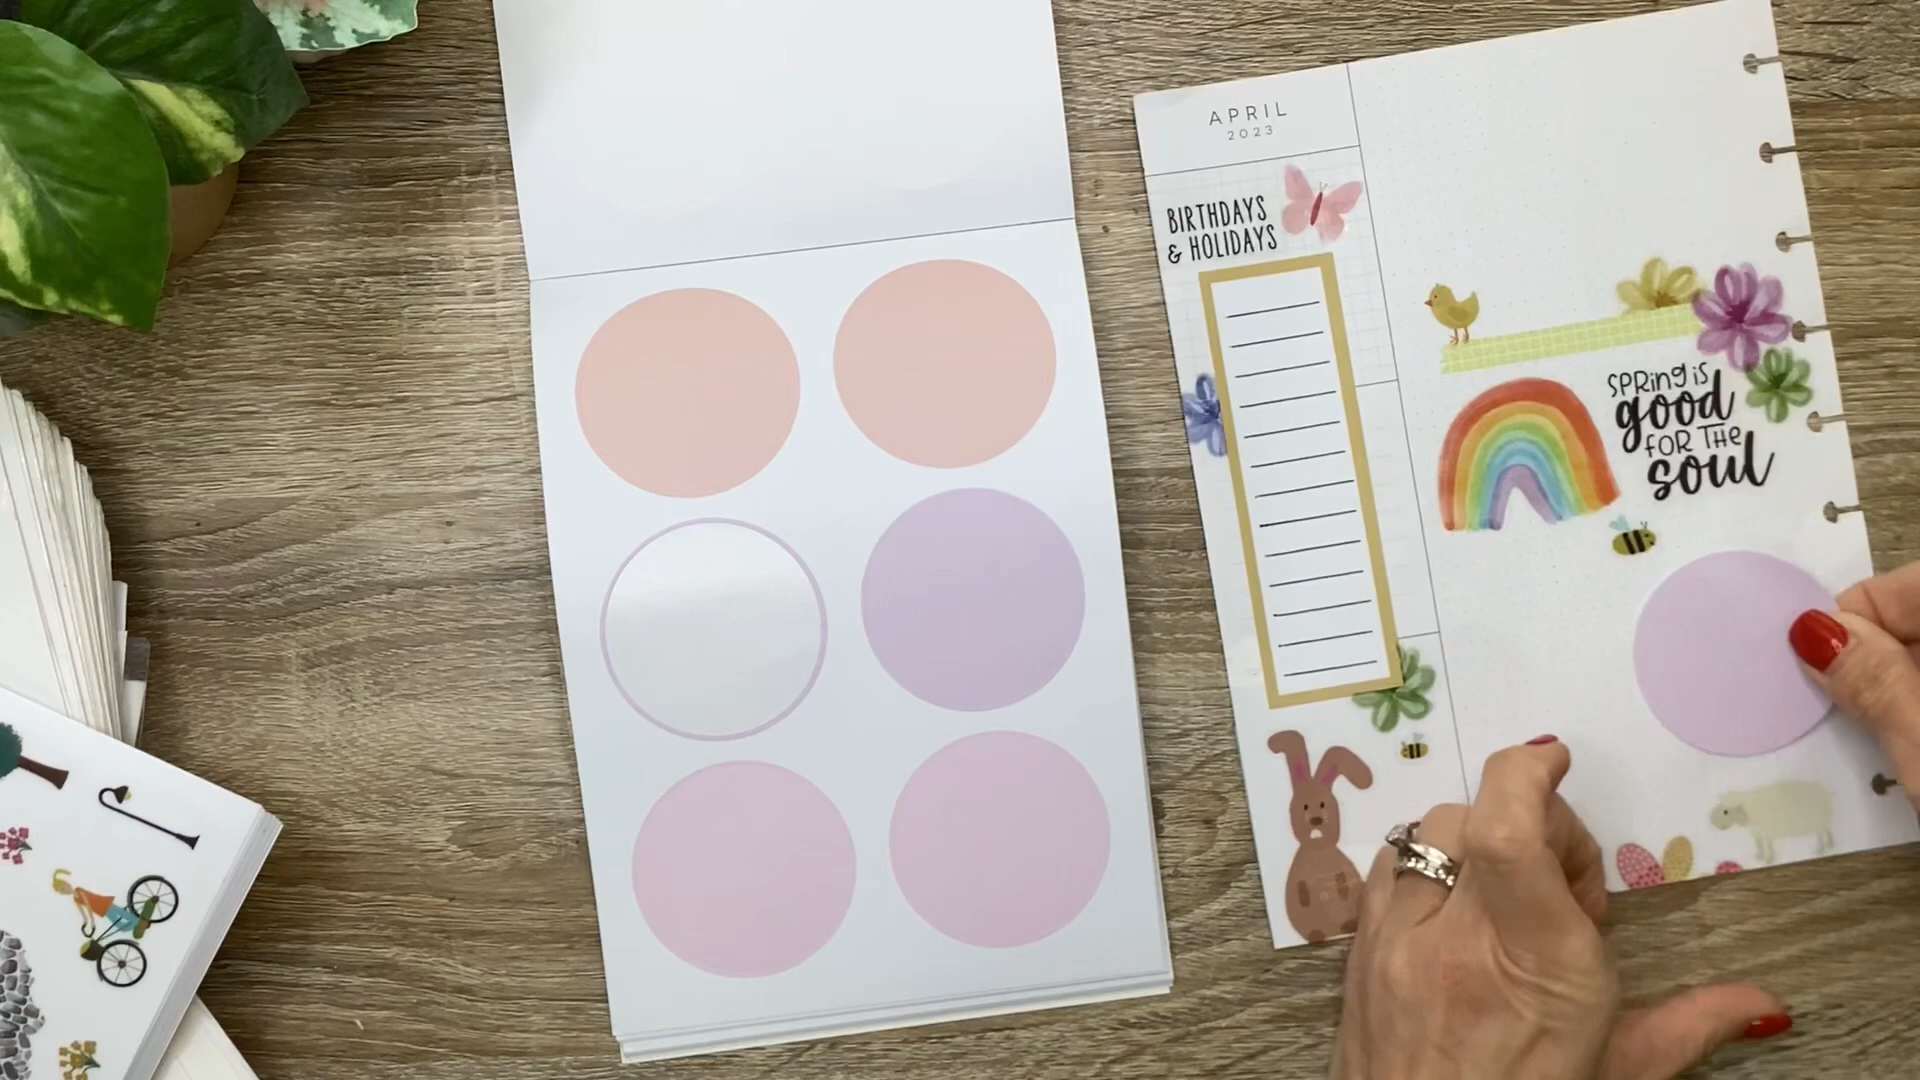 APRIL
2023
BIRTHDAYS
& HOLIDAYS
SPRING iS
good
FOR THe
soul